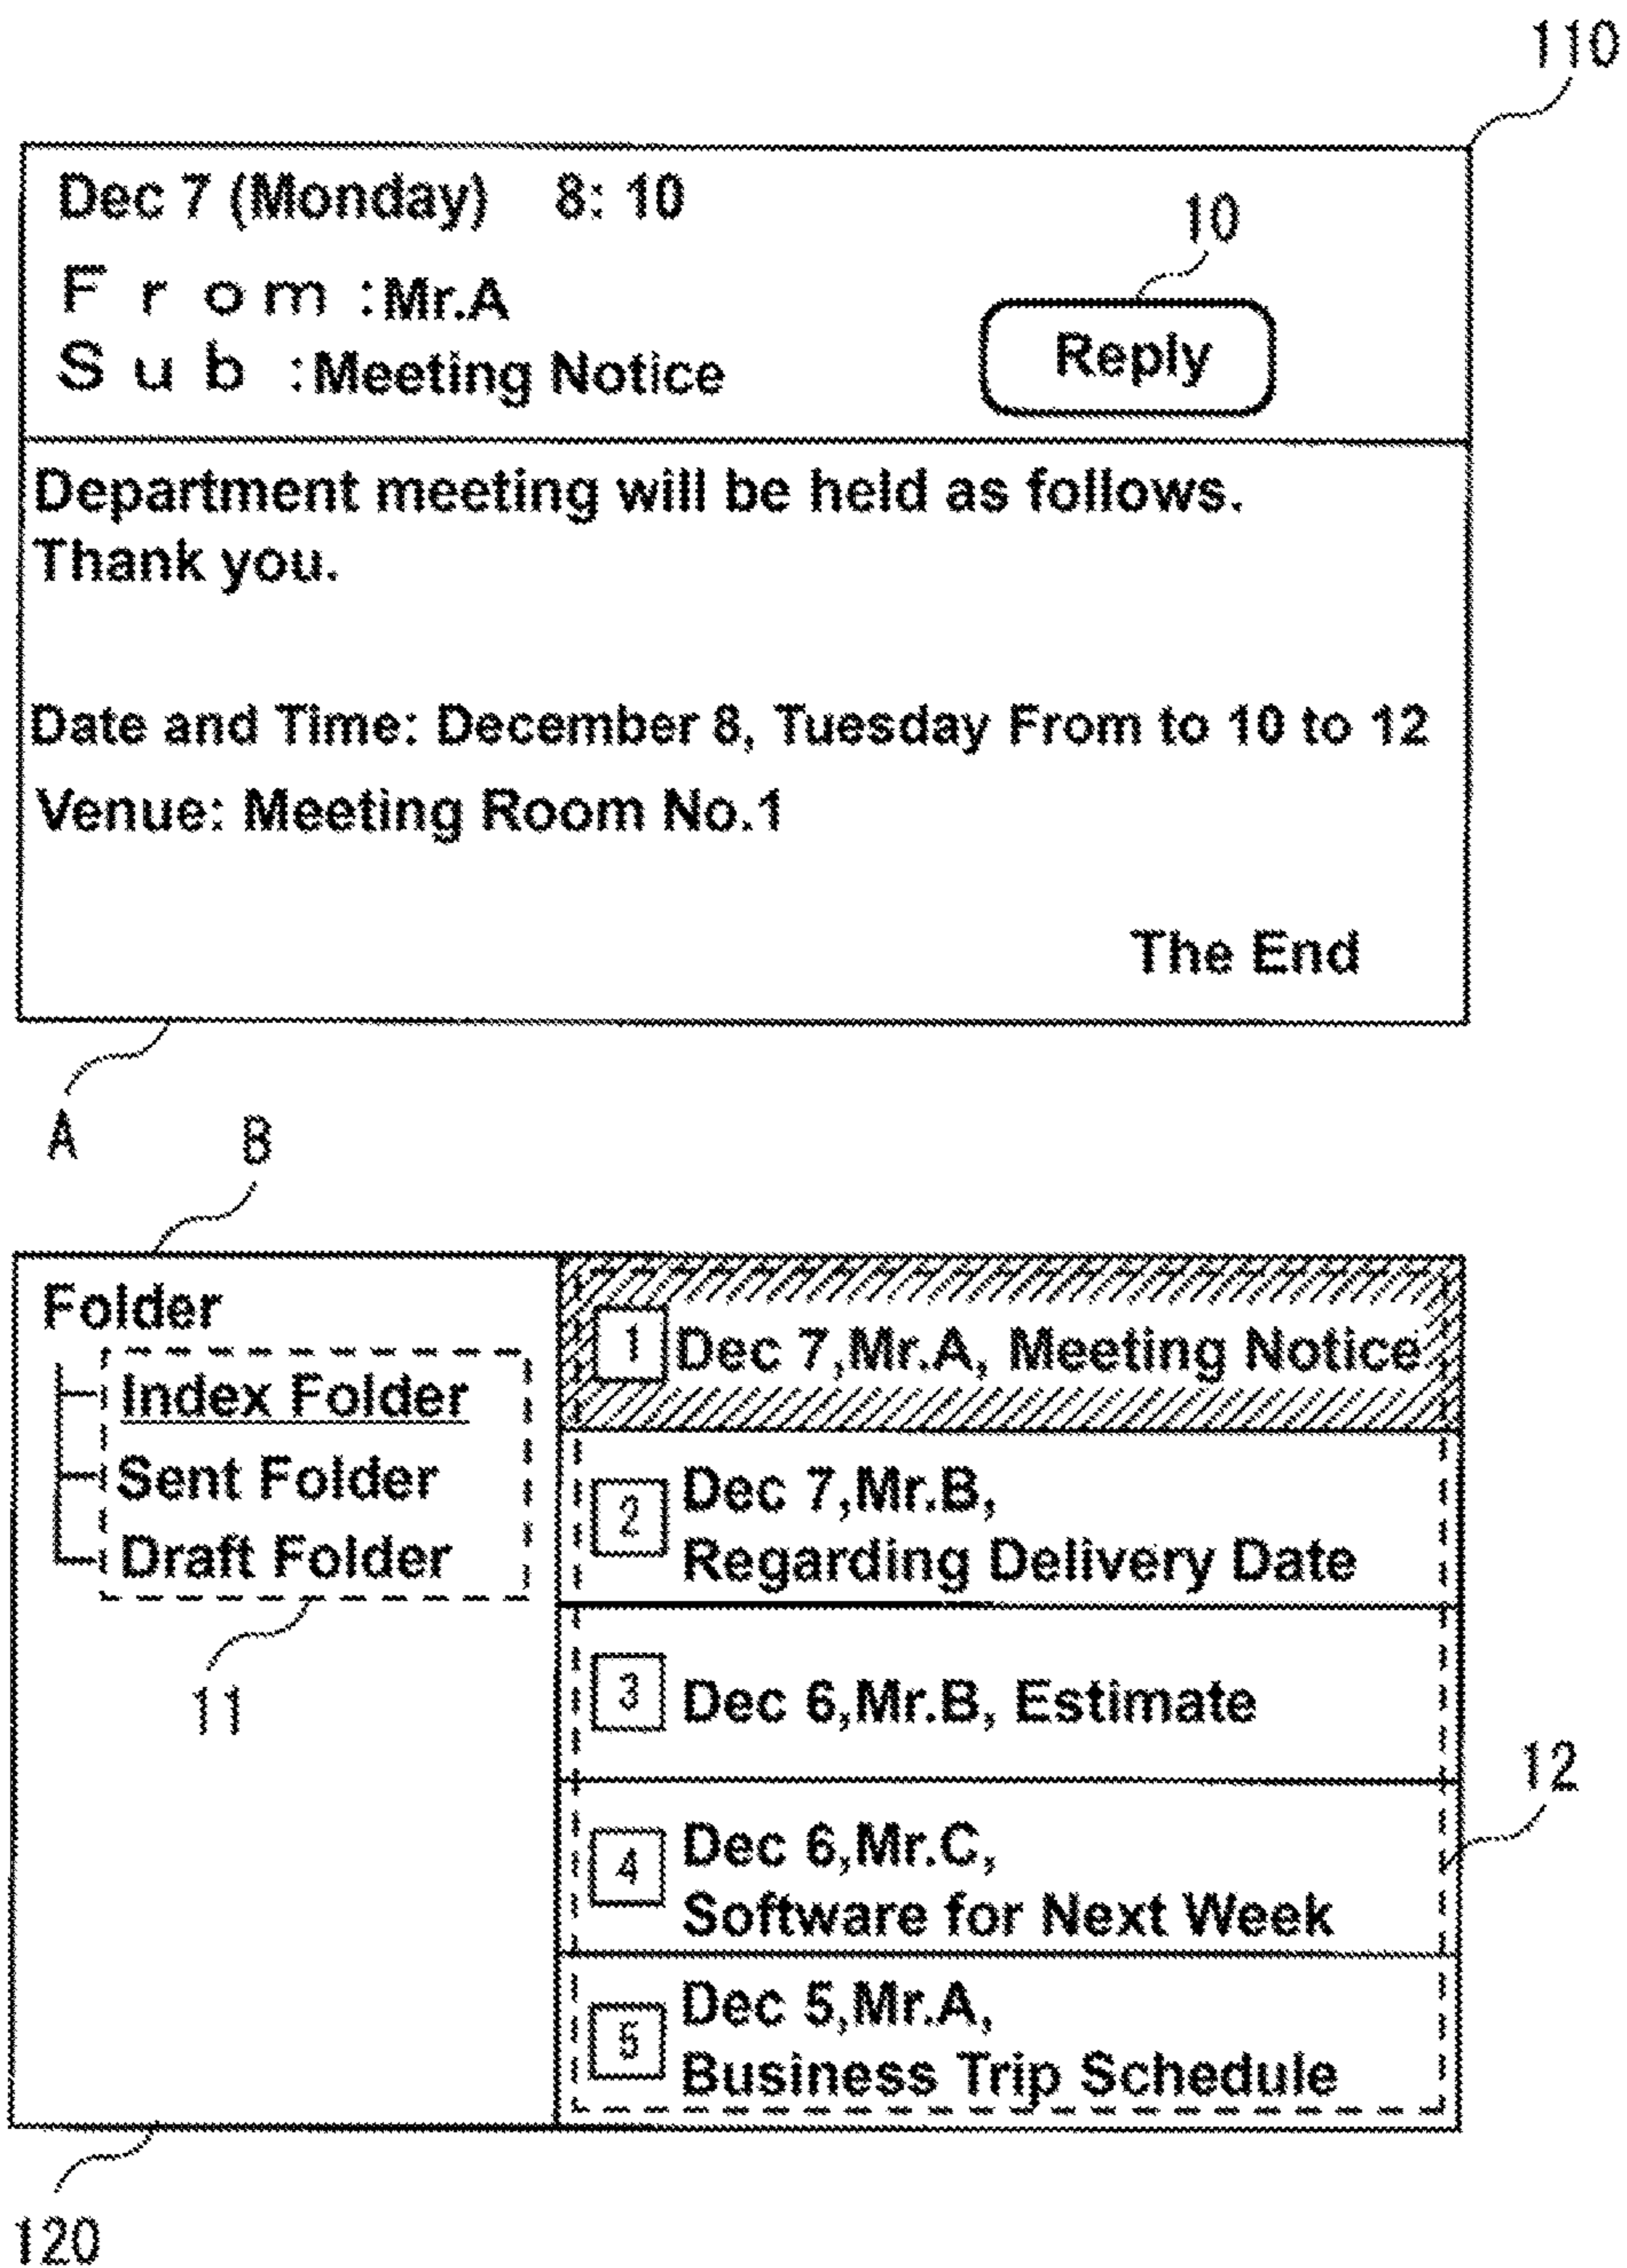 110
Dec 7 (Monday) 8: 10
10
From :Mr.A
Reply
Sub :Meeting Notice
Department meeting will be held as follows.
Thank you.
Date and Time: December 8, Tuesday From to 10 to 12
Venue: Meeting Room No.1
The End
A
B
Folder
Index Folder
Sent Folder
Draft Folder
11
1 Dec 7,Mr.A, Meeting Notice
2 Dec 7,Mr.B,
Regarding Delivery Date
3 Dec 6,Mr.B, Estimate
12
4 Dec 6,Mr.C,
Software for Next Week
5 Dec 5,Mr.A,
Business Trip Schedule
120